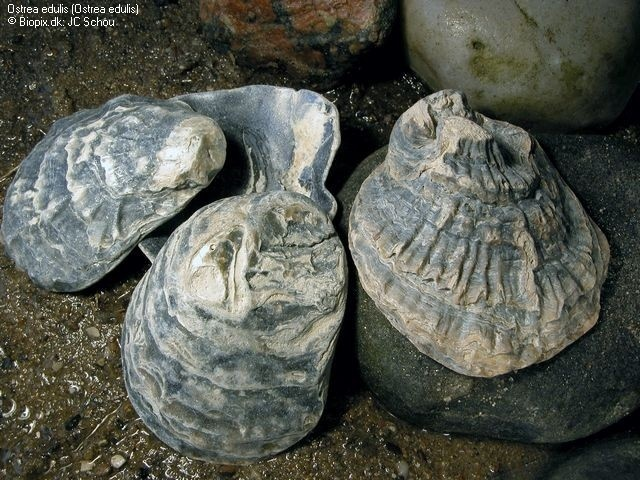 Ostrea edulis (Ostrea edulis)
© Biopix.dk: JC Schou